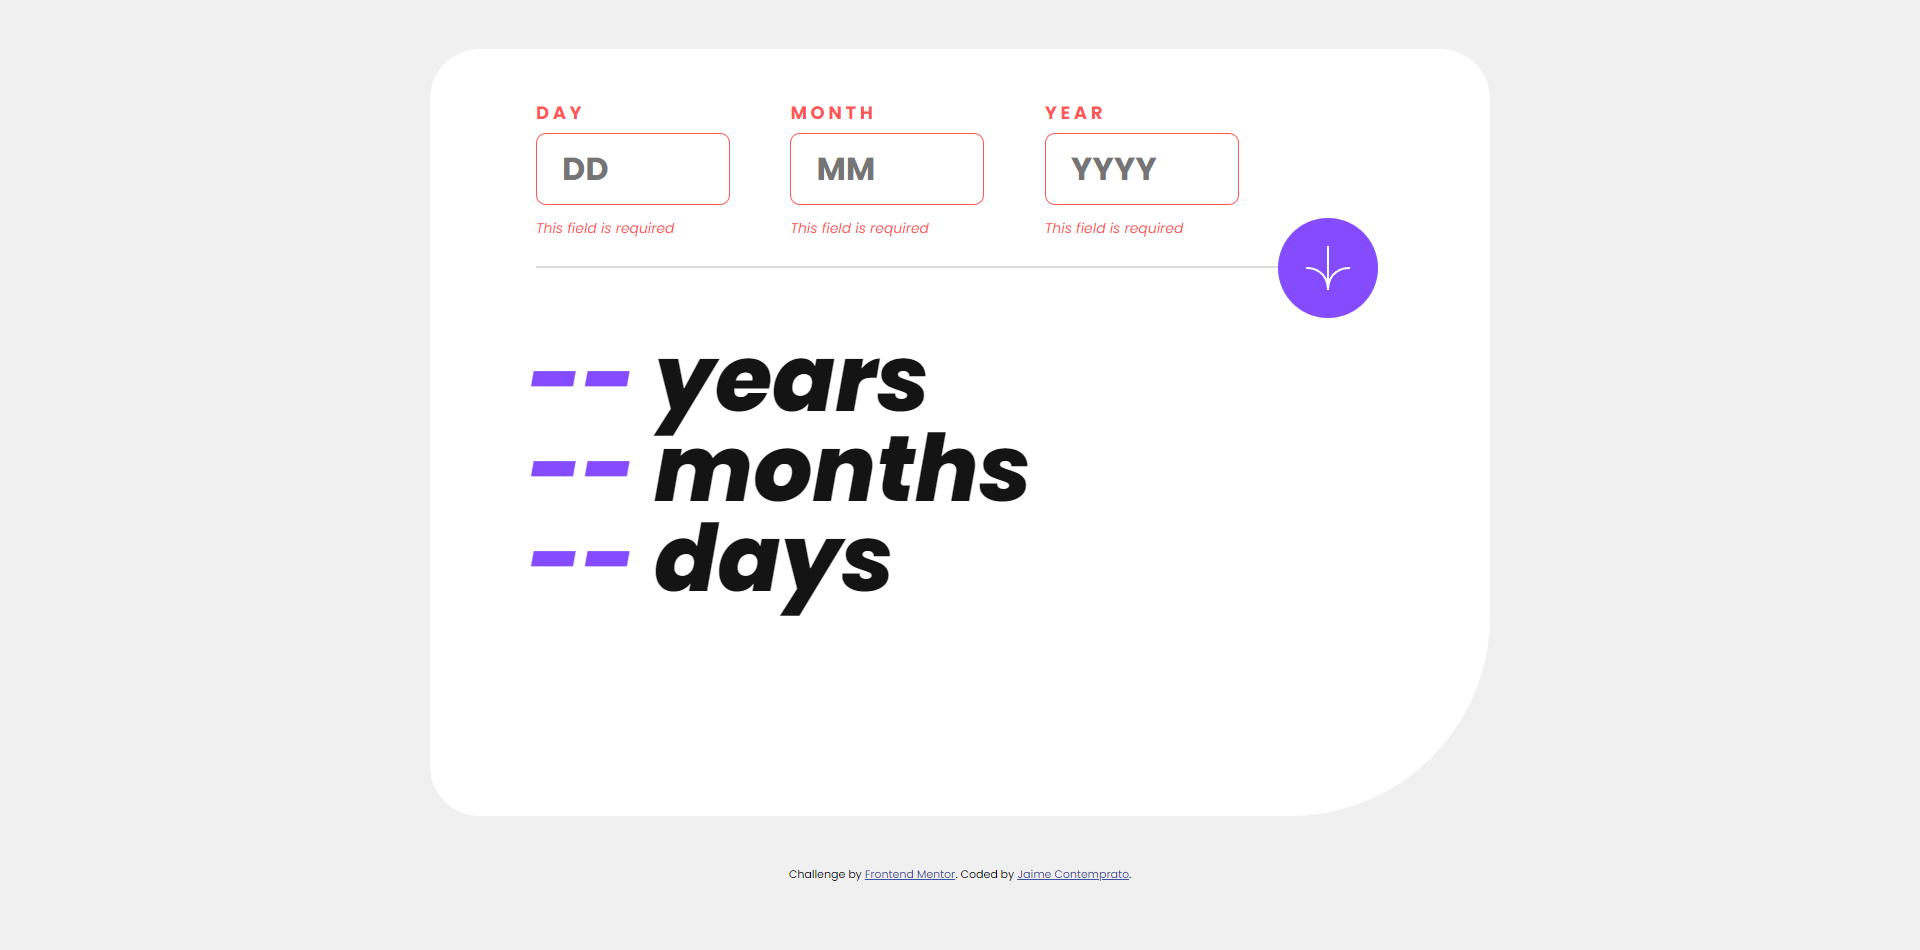 DAY MONTH YEAR
DD MM YYYY
This field is required This field is required This field is required
-- years
-- months
-- days
Challenge by Frontend Mentor. Coded by Jaime Contemprato.